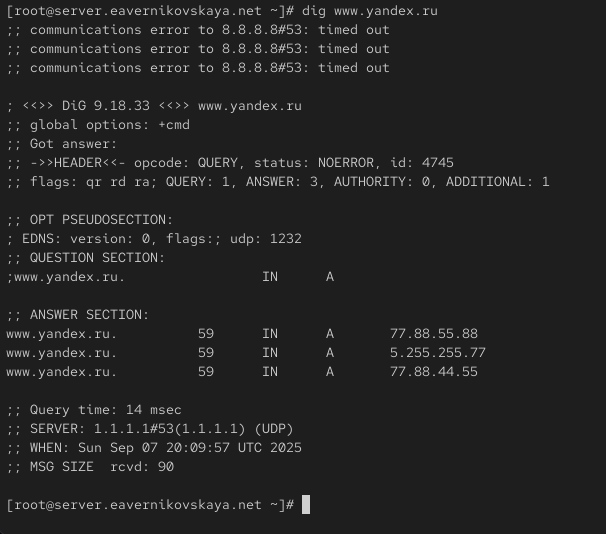 [root@server.eavernikovskaya.net ~]# dig www.yandex.ru
;; communications error to 8.8.8.8#53: timed out
;; communications error to 8.8.8.8#53: timed out
;; communications error to 8.8.8.8#53: timed out
; <<>> DiG 9.18.33 <<>> www.yandex.ru
;; global options: +cmd
;; Got answer:
;; ->>HEADER<<- opcode: QUERY, status: NOERROR, id: 4745
;; flags: qr rd ra; QUERY: 1, ANSWER: 3, AUTHORITY: 0, ADDITIONAL: 1
;; OPT PSEUDOSECTION:
; EDNS: version: 0, flags:; udp: 1232
;; QUESTION SECTION:
;www.yandex.ru. IN A
;; ANSWER SECTION:
www.yandex.ru. 59 IN A 77.88.55.88
www.yandex.ru. 59 IN A 5.255.255.77
www.yandex.ru. 59 IN A 77.88.44.55
;; Query time: 14 msec
;; SERVER: 1.1.1.1#53(1.1.1.1) (UDP)
;; WHEN: Sun Sep 07 20:09:57 UTC 2025
;; MSG SIZE  rcvd: 90
[root@server.eavernikovskaya.net ~]#